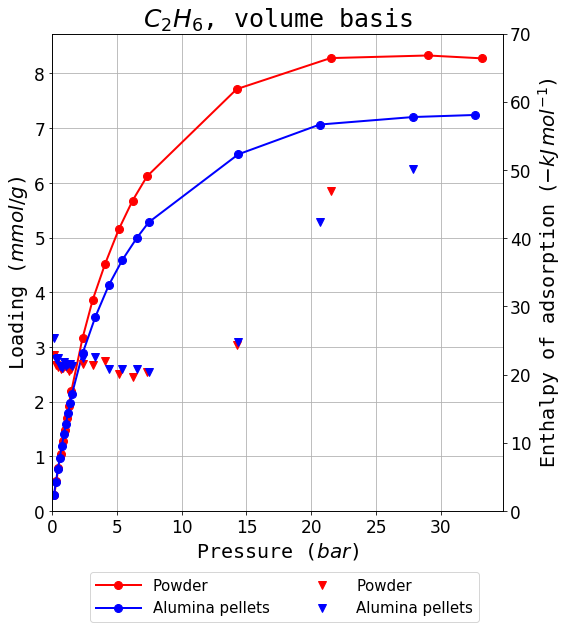 C₂H₆, volume basis
Loading (mmol/g)
8
7
6
5
4
3
2
1
0
70
60
50
40
30
20
10
0
Enthalpy of adsorption (−kJ mol⁻¹)
0 5 10 15 20 25 30
Pressure (bar)
Powder Powder
Alumina pellets Alumina pellets